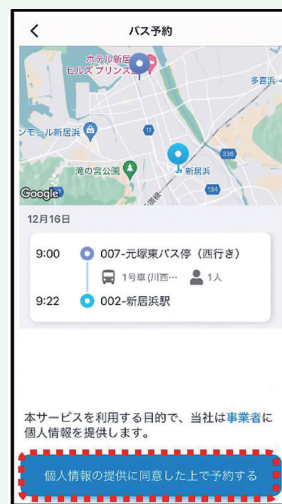 バス予約
ホテル新居
ヒルズ プリンス
多喜浜
ンモール新居浜
11
336
滝の宮公園
新居浜
134
Google
12月16日
9:00 007-元塚東バス停（西行き）
1号車(川西… 1人
9:22 002-新居浜駅
本サービスを利用する目的で、当社は事業者に
個人情報を提供します。
個人情報の提供に同意した上で予約する